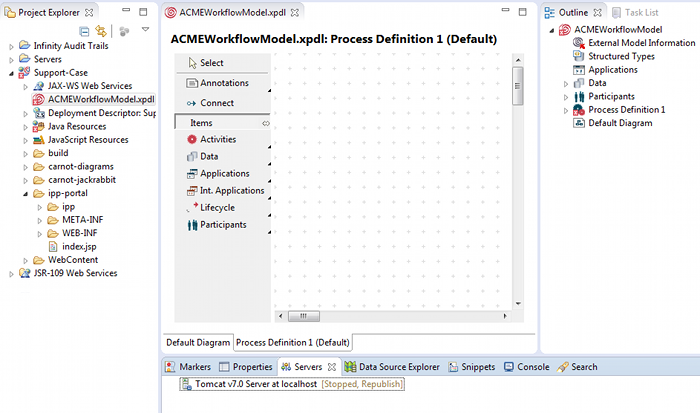 Project Explorer
Infinity Audit Trails
Servers
Support-Case
JAX-WS Web Services
ACMEWorkflowModel.xpdl
Deployment Descriptor: Sup
Java Resources
JavaScript Resources
build
carnot-diagrams
carnot-jackrabbit
ipp-portal
ipp
META-INF
WEB-INF
index.jsp
WebContent
JSR-109 Web Services
ACMEWorkflowModel.xpdl
ACMEWorkflowModel.xpdl: Process Definition 1 (Default)
Select
Annotations
Connect
Items
Activities
Data
Applications
Int. Applications
Lifecycle
Participants
Default Diagram Process Definition 1 (Default)
Outline Task List
ACMEWorkflowModel
External Model Information
Structured Types
Applications
Data
Participants
Process Definition 1
Default Diagram
Markers Properties Servers Data Source Explorer Snippets Console Search
Tomcat v7.0 Server at localhost [Stopped, Republish]